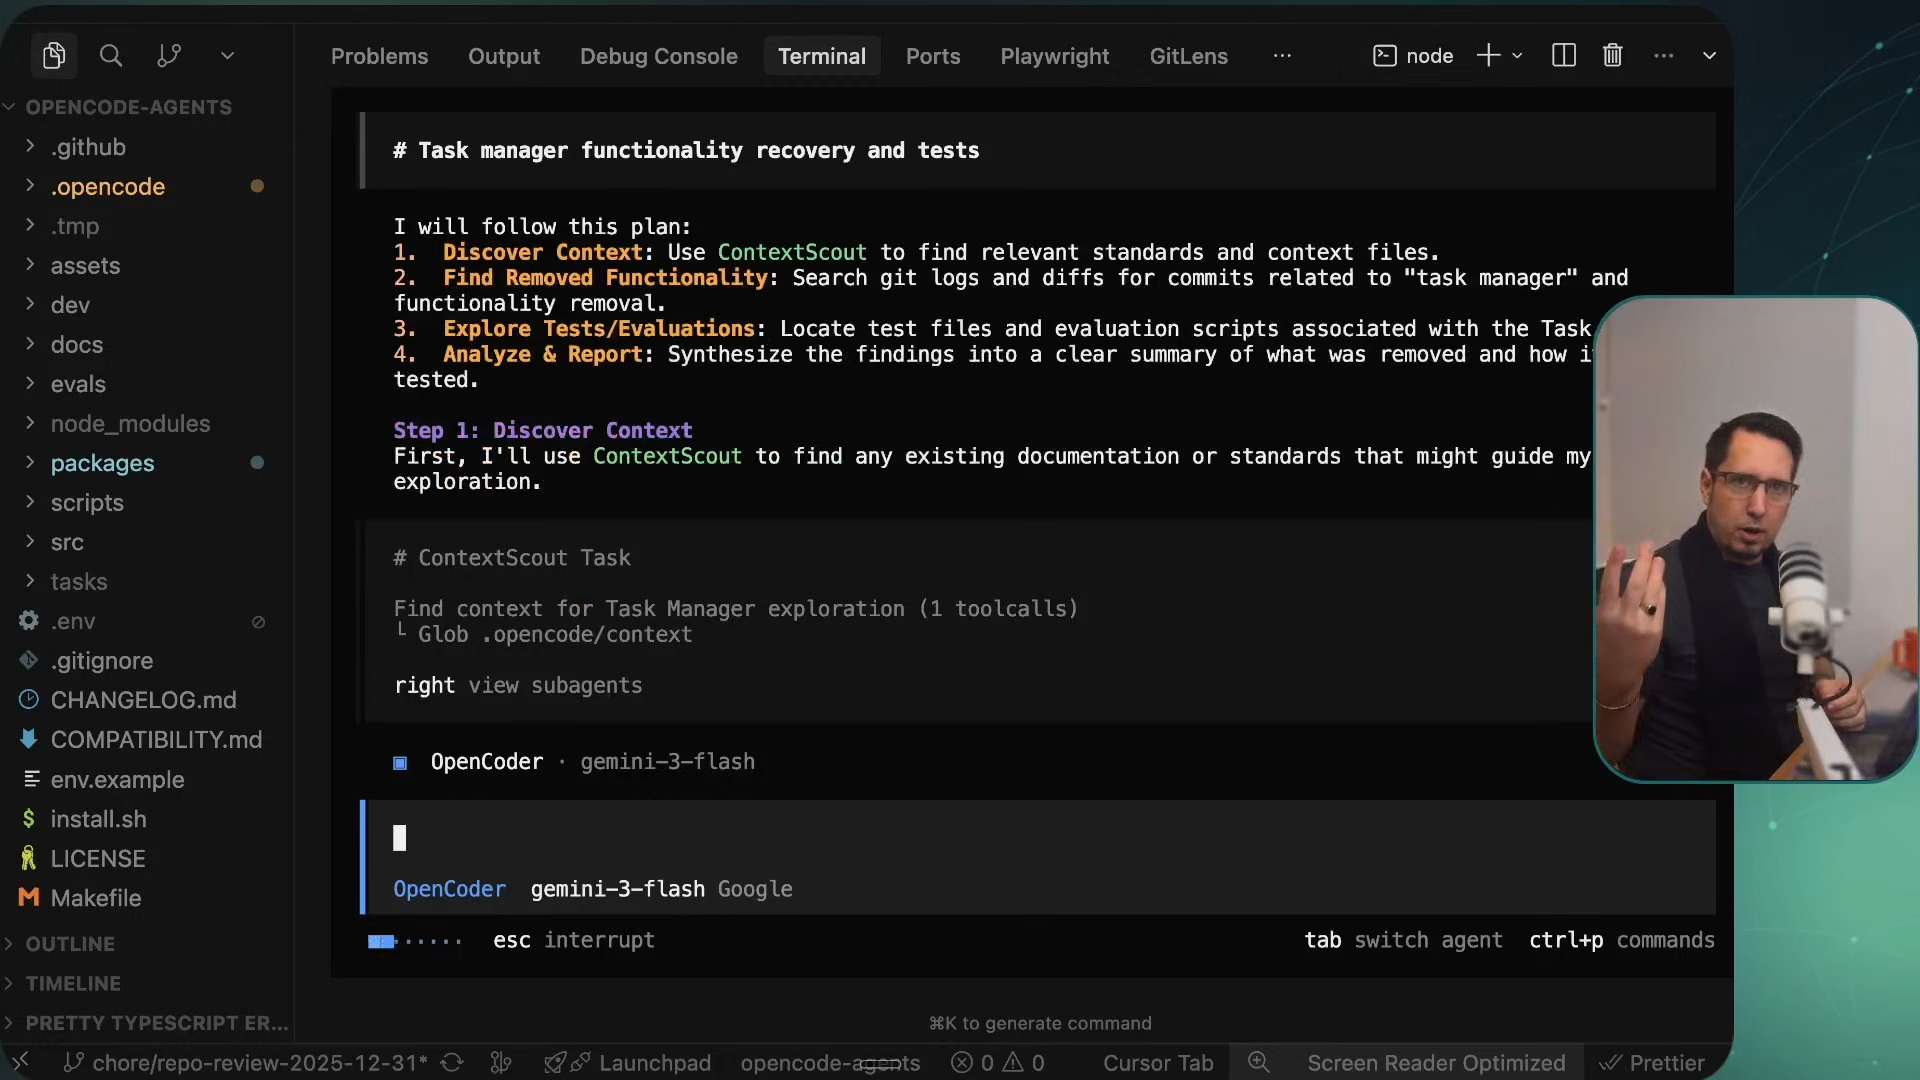 Problems Output Debug Console Terminal Ports Playwright GitLens ··· node
OPENCODE-AGENTS
.github
.opencode
.tmp
assets
dev
docs
evals
node_modules
packages
scripts
src
tasks
.env
.gitignore
CHANGELOG.md
COMPATIBILITY.md
env.example
$ install.sh
LICENSE
M Makefile
OUTLINE
TIMELINE
PRETTY TYPESCRIPT ER...
# Task manager functionality recovery and tests
I will follow this plan:
1. Discover Context: Use ContextScout to find relevant standards and context files.
2. Find Removed Functionality: Search git logs and diffs for commits related to "task manager" and
functionality removal.
3. Explore Tests/Evaluations: Locate test files and evaluation scripts associated with the Task
4. Analyze & Report: Synthesize the findings into a clear summary of what was removed and how
tested.
Step 1: Discover Context
First, I'll use ContextScout to find any existing documentation or standards that might guide my
exploration.
# ContextScout Task
Find context for Task Manager exploration (1 toolcalls)
└ Glob .opencode/context
right view subagents
OpenCoder · gemini-3-flash
OpenCoder gemini-3-flash Google
esc interrupt tab switch agent ctrl+p commands
⌘K to generate command
chore/repo-review-2025-12-31* Launchpad opencode-agents 0 0 Cursor Tab Screen Reader Optimized Prettier